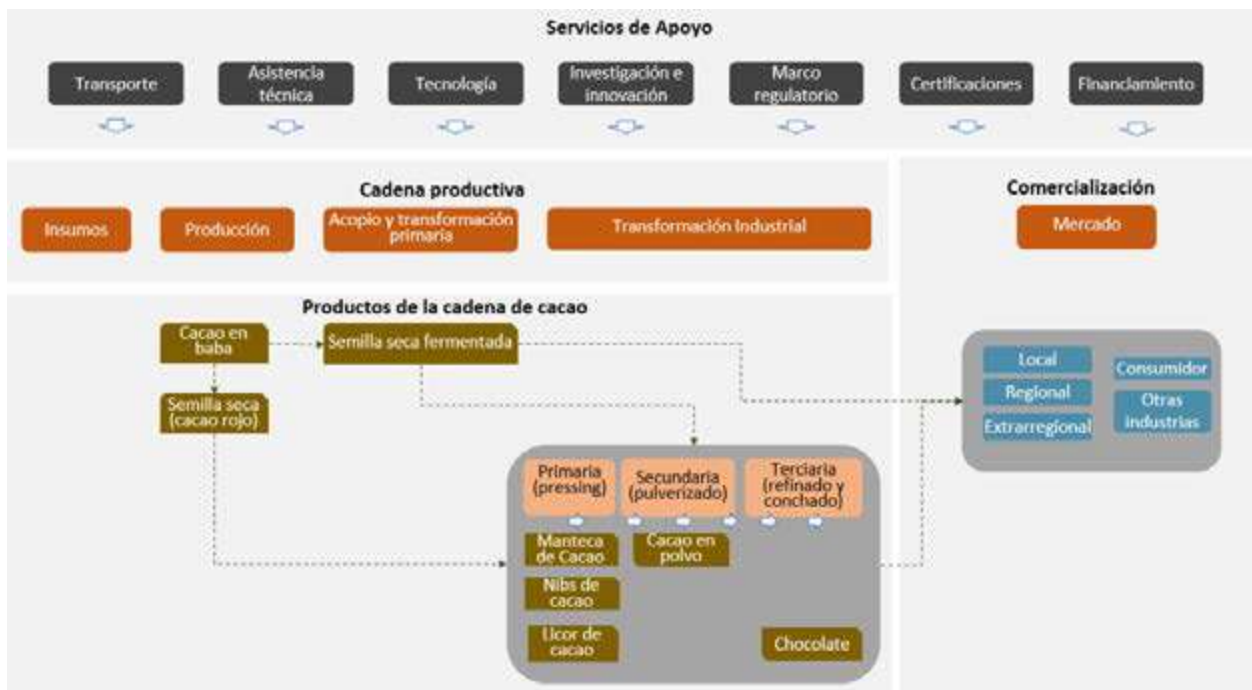 Servicios de Apoyo
Transporte
Asistencia
técnica
Tecnología
Investigación e
innovación
Marco
regulatorio
Certificaciones
Financiamiento
Cadena productiva
Insumos
Producción
Acopio y transformación
primaria
Transformación Industrial
Comercialización
Mercado
Productos de la cadena de cacao
Cacao en
baba
Semilla seca fermentada
Semilla seca
(cacao rojo)
Primaria
(pressing)
Secundaria
(pulverizado)
Terciaria
(refinado y
conchado)
Manteca
de Cacao
Cacao en
polvo
Nibs de
cacao
Licor de
cacao
Chocolate
Local
Regional
Extrarregional
Consumidor
Otras
industrias